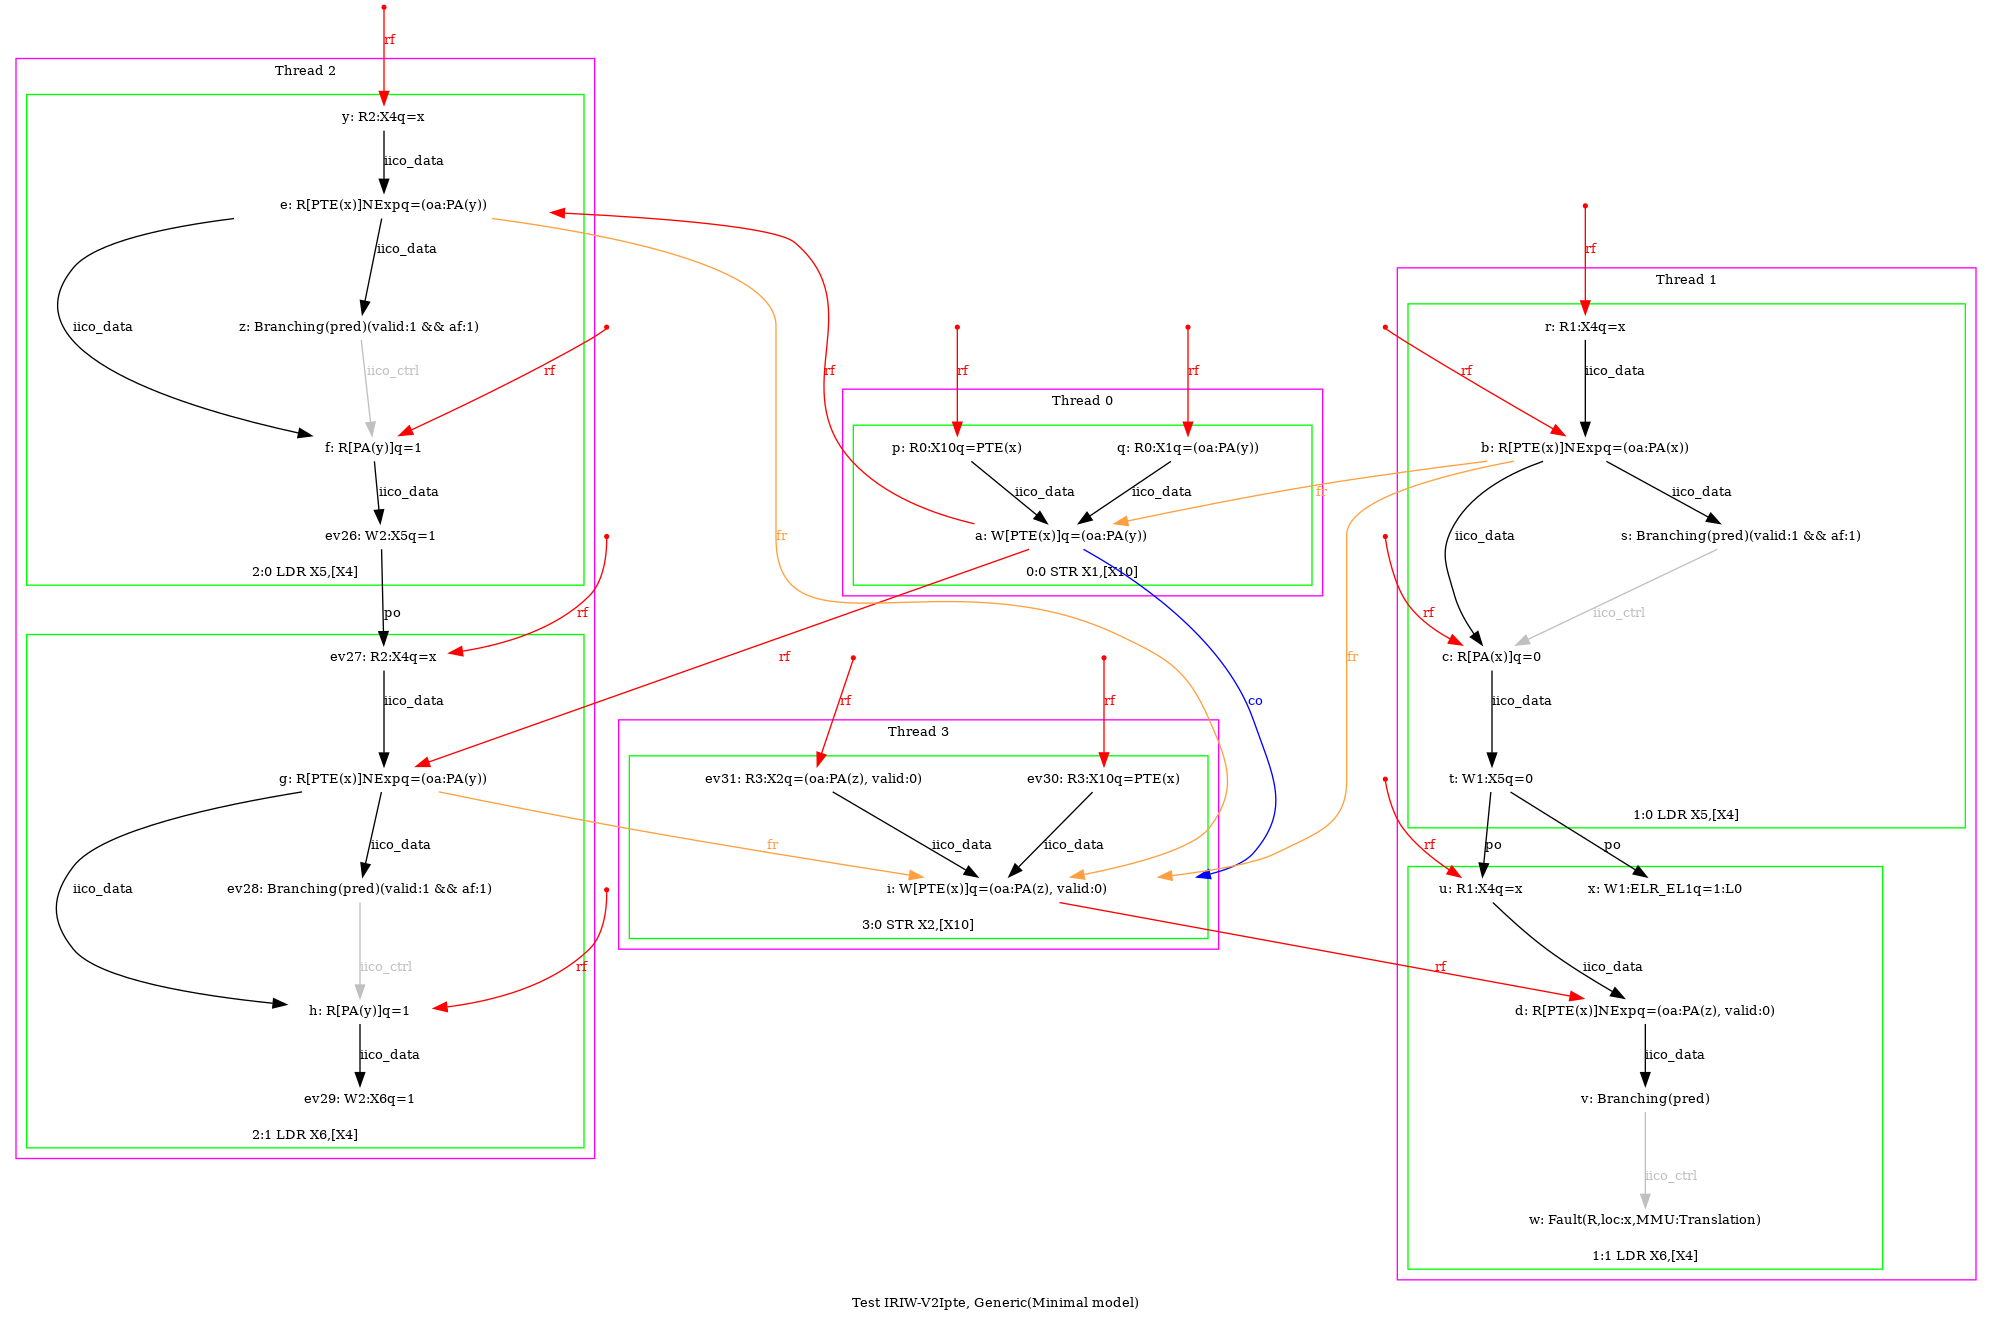 rf
Thread 2
y: R2:X4q=x
iico_data
e: R[PTE(x)]NExpq=(oa:PA(y))
iico_data
iico_data
z: Branching(pred)(valid:1 && af:1)
iico_ctrl
rf
f: R[PA(y)]q=1
iico_data
ev26: W2:X5q=1
2:0 LDR X5,[X4]
po
rf
ev27: R2:X4q=x
iico_data
g: R[PTE(x)]NExpq=(oa:PA(y))
iico_data
iico_data
ev28: Branching(pred)(valid:1 && af:1)
iico_ctrl
rf
h: R[PA(y)]q=1
iico_data
ev29: W2:X6q=1
2:1 LDR X6,[X4]
rf
fr
rf
fr
rf
rf
Thread 0
p: R0:X10q=PTE(x)
q: R0:X1q=(oa:PA(y))
iico_data
iico_data
a: W[PTE(x)]q=(oa:PA(y))
0:0 STR X1,[X10]
rf
rf
co
Thread 3
ev31: R3:X2q=(oa:PA(z), valid:0)
ev30: R3:X10q=PTE(x)
iico_data
iico_data
i: W[PTE(x)]q=(oa:PA(z), valid:0)
3:0 STR X2,[X10]
fr
fr
rf
Thread 1
r: R1:X4q=x
rf
iico_data
b: R[PTE(x)]NExpq=(oa:PA(x))
iico_data
iico_data
s: Branching(pred)(valid:1 && af:1)
rf
iico_ctrl
c: R[PA(x)]q=0
iico_data
t: W1:X5q=0
1:0 LDR X5,[X4]
rf
po
po
u: R1:X4q=x
x: W1:ELR_EL1q=1:L0
rf
iico_data
d: R[PTE(x)]NExpq=(oa:PA(z), valid:0)
iico_data
v: Branching(pred)
iico_ctrl
w: Fault(R,loc:x,MMU:Translation)
1:1 LDR X6,[X4]
Test IRIW-V2Ipte, Generic(Minimal model)